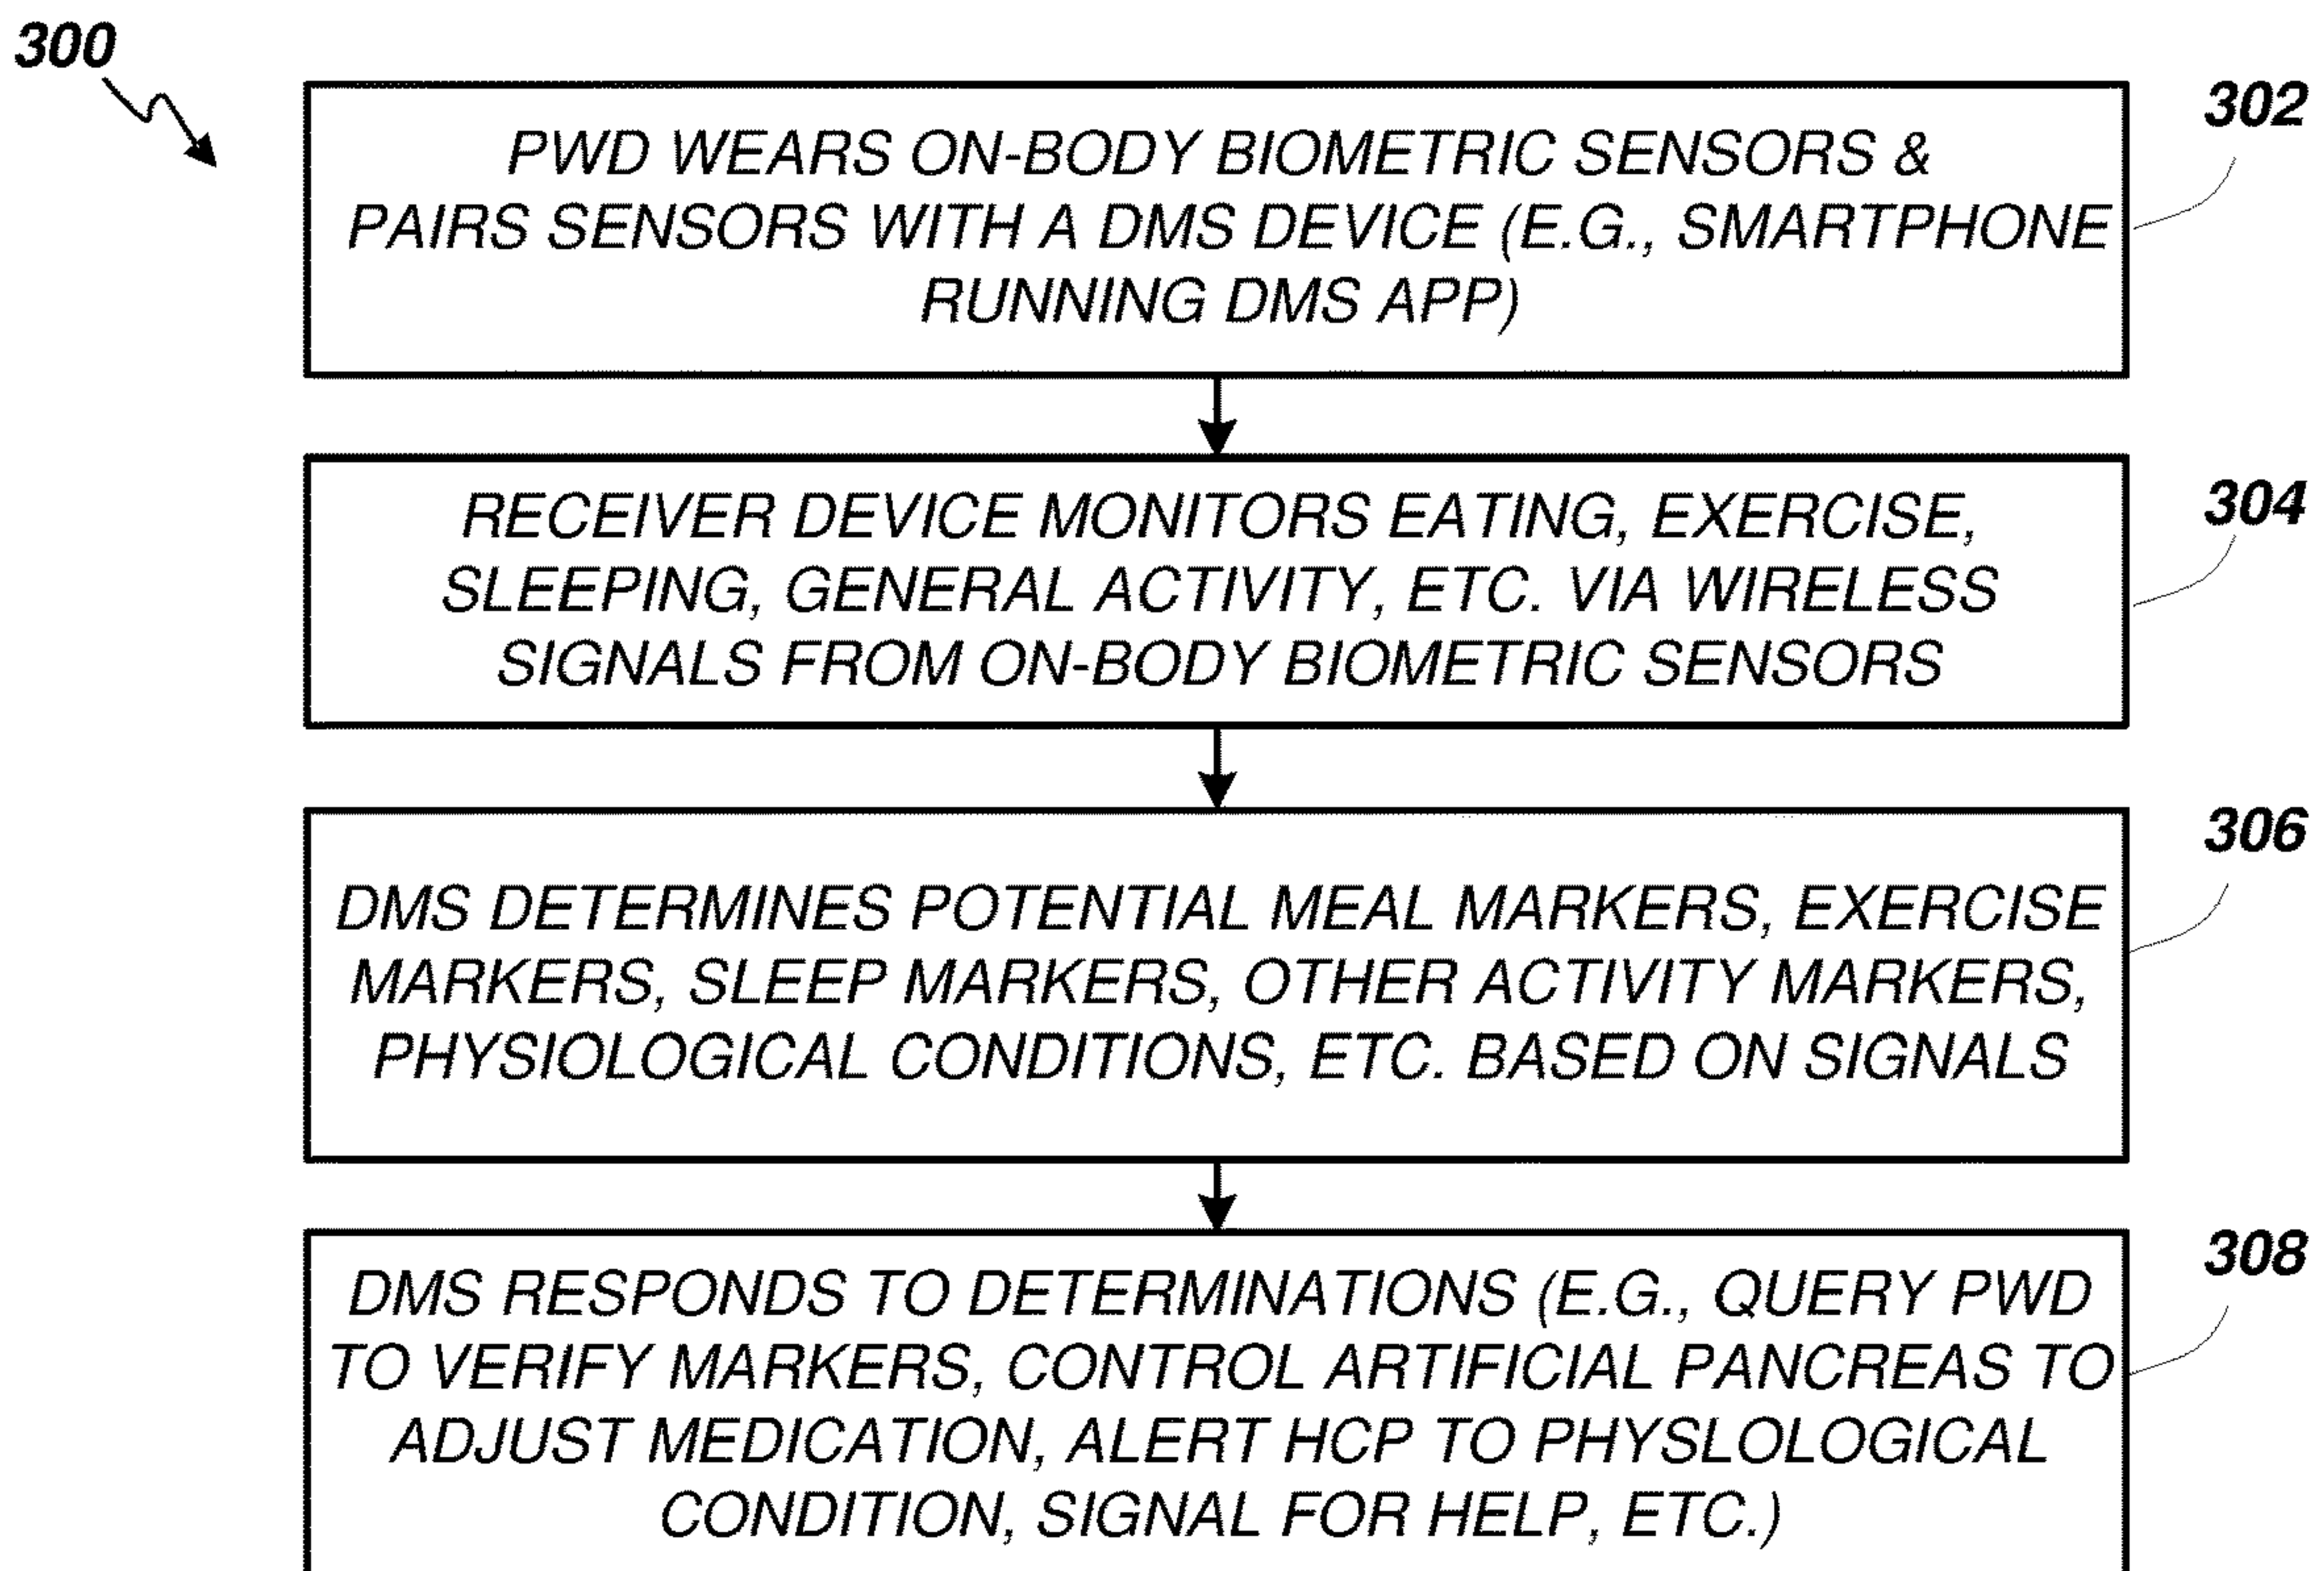 300
302
PWD WEARS ON-BODY BIOMETRIC SENSORS &
PAIRS SENSORS WITH A DMS DEVICE (E.G., SMARTPHONE
RUNNING DMS APP)
304
RECEIVER DEVICE MONITORS EATING, EXERCISE,
SLEEPING, GENERAL ACTIVITY, ETC. VIA WIRELESS
SIGNALS FROM ON-BODY BIOMETRIC SENSORS
306
DMS DETERMINES POTENTIAL MEAL MARKERS, EXERCISE
MARKERS, SLEEP MARKERS, OTHER ACTIVITY MARKERS,
PHYSIOLOGICAL CONDITIONS, ETC. BASED ON SIGNALS
308
DMS RESPONDS TO DETERMINATIONS (E.G., QUERY PWD
TO VERIFY MARKERS, CONTROL ARTIFICIAL PANCREAS TO
ADJUST MEDICATION, ALERT HCP TO PHYSLOLOGICAL
CONDITION, SIGNAL FOR HELP, ETC.)